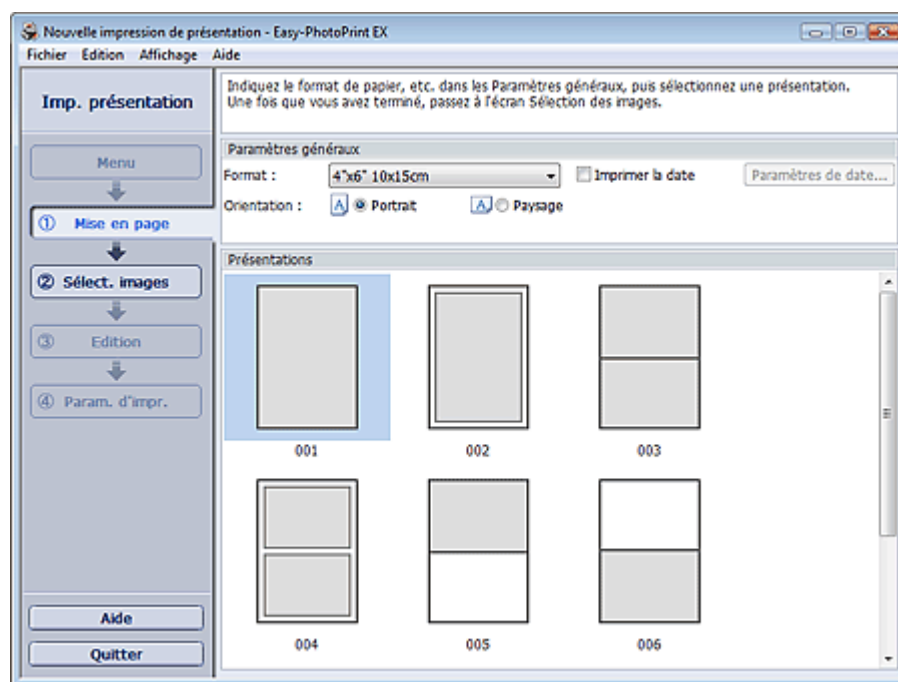 Nouvelle impression de présentation - Easy-PhotoPrint EX
Fichier Edition Affichage Aide
Imp. présentation
Indiquez le format de papier, etc. dans les Paramètres généraux, puis sélectionnez une présentation.
Une fois que vous avez terminé, passez à l'écran Sélection des images.
Menu
① Mise en page
② Sélect. images
③ Edition
④ Param. d'impr.
Aide
Quitter
Paramètres généraux
Format : 4"x6" 10x15cm Imprimer la date Paramètres de date...
Orientation : A Portrait A Paysage
Présentations
001 002 003
004 005 006